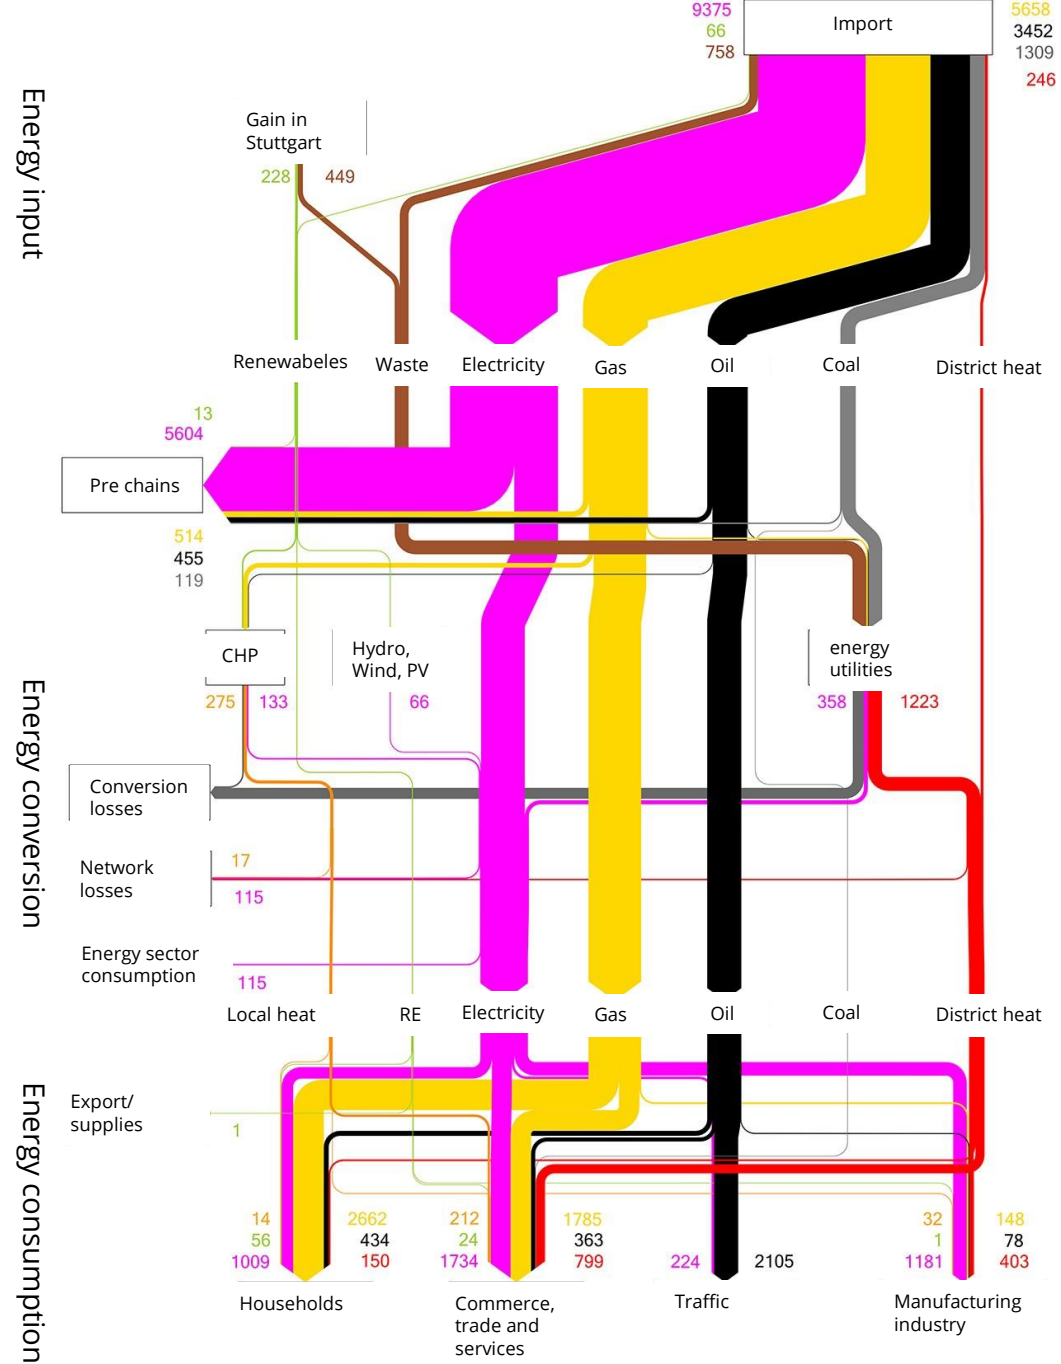 9375
66
758
Import
5658
3452
1309
246
Energy input
Gain in
Stuttgart
228
449
Renewabeles
Waste
Electricity
Gas
Oil
Coal
District heat
13
5604
Pre chains
514
455
119
Energy conversion
CHP
275
133
Hydro,
Wind, PV
66
energy
utilities
358
1223
Conversion
losses
Network
losses
17
115
Energy sector
consumption
115
Local heat
RE
Electricity
Gas
Oil
Coal
District heat
Energy consumption
Export/
supplies
1
14
2662
56
434
1009
150
Households
212
1785
24
363
1734
799
Commerce,
trade and
services
224
2105
Traffic
32
148
1
78
1181
403
Manufacturing
industry